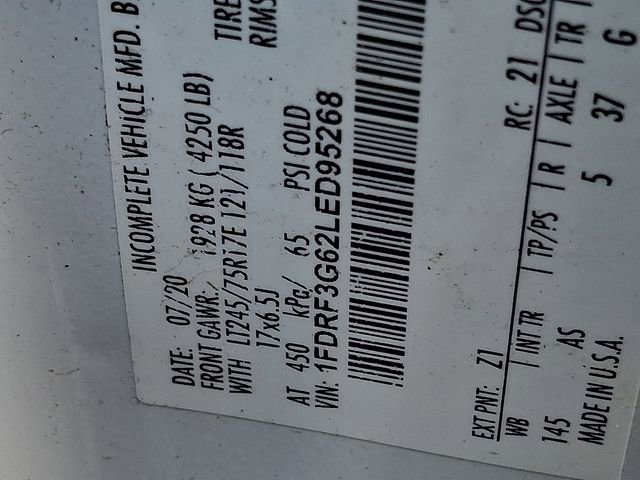 INCOMPLETE VEHICLE MFD. B
DATE: 07/20
FRONT GAWR: 1928 KG ( 4250 LB)
TIRE
WITH LT245/75R17E 121/118R
RIMS
17x6.5J
AT 450 kPa/ 65 PSI COLD
VIN: 1FDRF3G62LED95268
EXT PNT: Z1 RC: 21 DSO
WB | INT TR | TP/PS | R | AXLE | TR |
145 AS 5 37 G
MADE IN U.S.A.